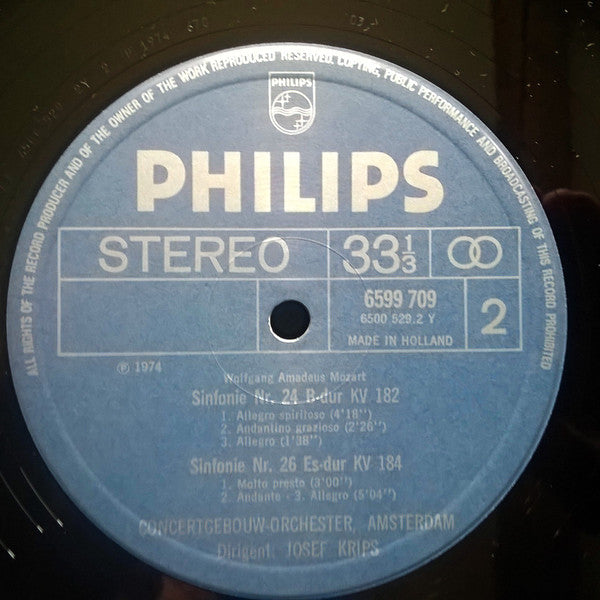 ALL RIGHTS OF THE RECORD PRODUCER AND OF THE OWNER OF THE WORK REPRODUCED RESERVED. COPYING, PUBLIC PERFORMANCE AND BROADCASTING OF THIS RECORD PROHIBITED
PHILIPS
PHILIPS
STEREO 33 1/3
6599 709
6500 529.2 Y
2
MADE IN HOLLAND
Ⓟ 1974
Wolfgang Amadeus Mozart
Sinfonie Nr. 24 B-dur KV 182
1. Allegro spiritoso (4'18")
2. Andantino grazioso (2'26")
3. Allegro (1'38")
Sinfonie Nr. 26 Es-dur KV 184
1. Molto presto (3'00")
2. Andante - 3. Allegro (5'04")
CONCERTGEBOUW-ORCHESTER, AMSTERDAM
Dirigent: JOSEF KRIPS